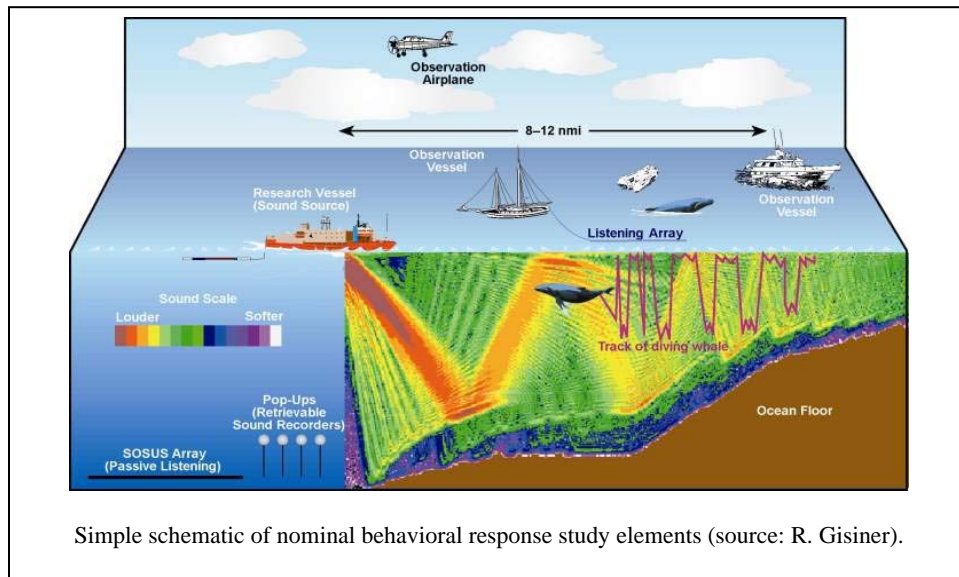 Observation
Airplane
8–12 nmi
Observation
Vessel
Research Vessel
(Sound Source)
Observation
Vessel
Listening Array
Sound Scale
Louder
Softer
Track of diving whale
Pop-Ups
(Retrievable
Sound Recorders)
Ocean Floor
SOSUS Array
(Passive Listening)
Simple schematic of nominal behavioral response study elements (source: R. Gisiner).